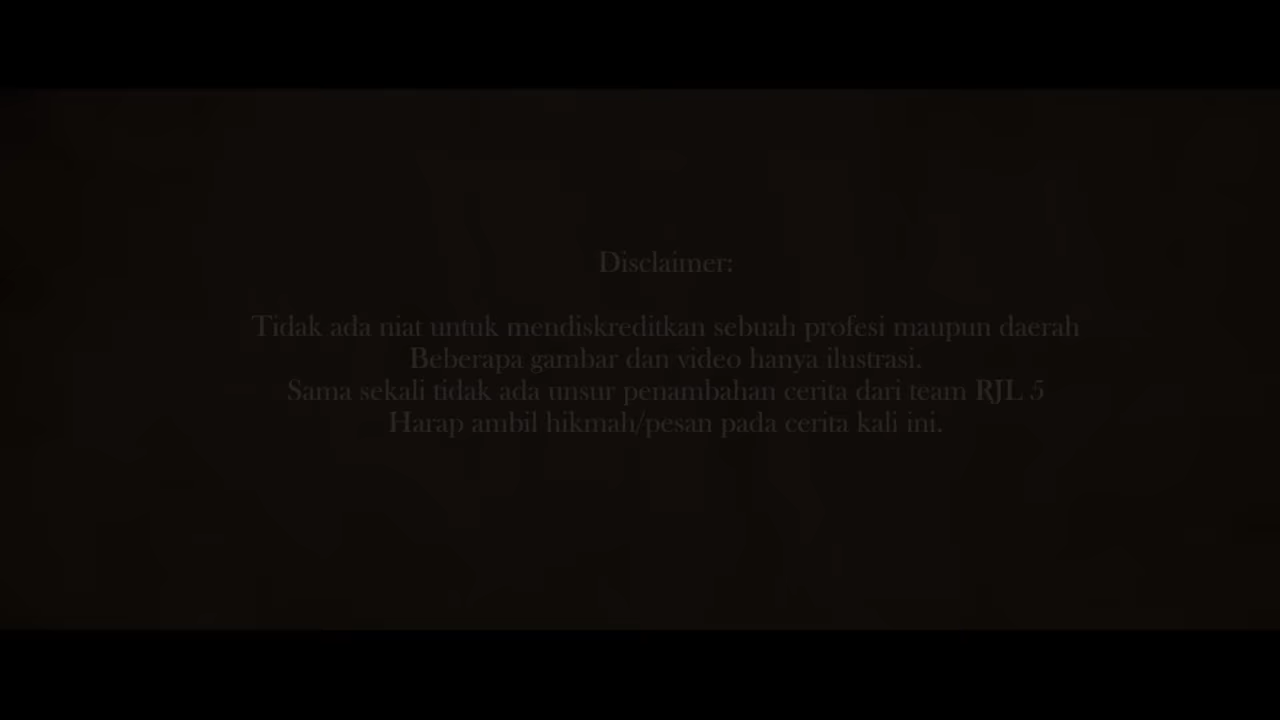 Disclaimer:
Tidak ada niat untuk mendiskreditkan sebuah profesi maupun daerah
Beberapa gambar dan video hanya ilustrasi.
Sama sekali tidak ada unsur penambahan cerita dari team RJL 5
Harap ambil hikmah/pesan pada cerita kali ini.